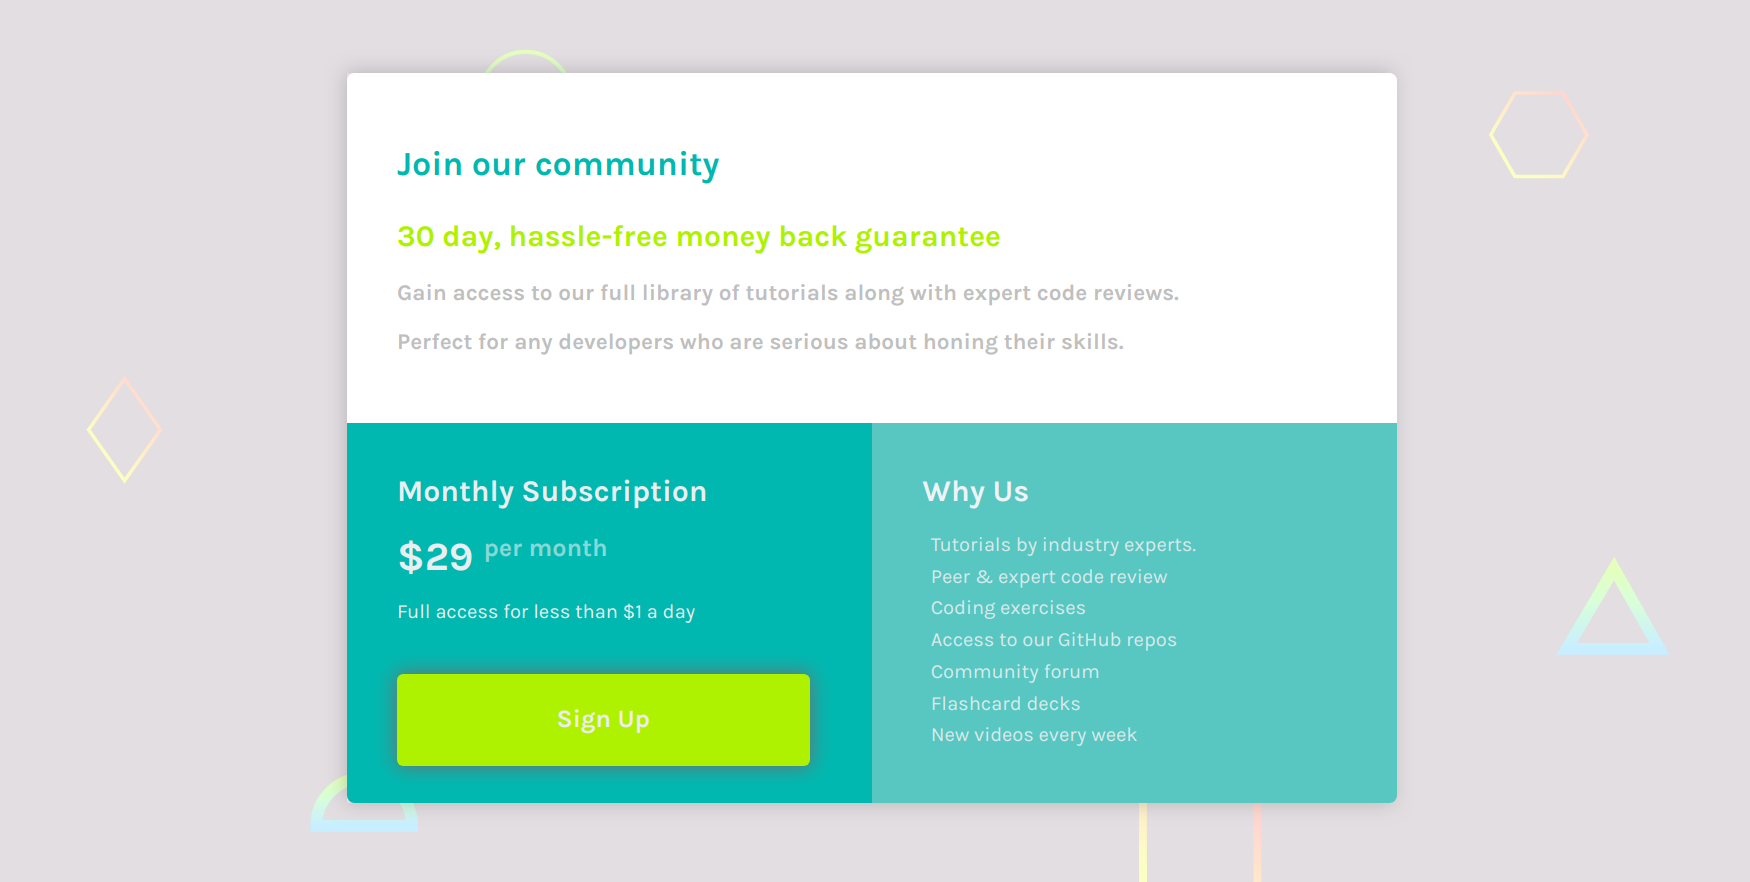 Join our community
30 day, hassle-free money back guarantee
Gain access to our full library of tutorials along with expert code reviews.
Perfect for any developers who are serious about honing their skills.
Monthly Subscription
$29 per month
Full access for less than $1 a day
Sign Up
Why Us
Tutorials by industry experts.
Peer & expert code review
Coding exercises
Access to our GitHub repos
Community forum
Flashcard decks
New videos every week